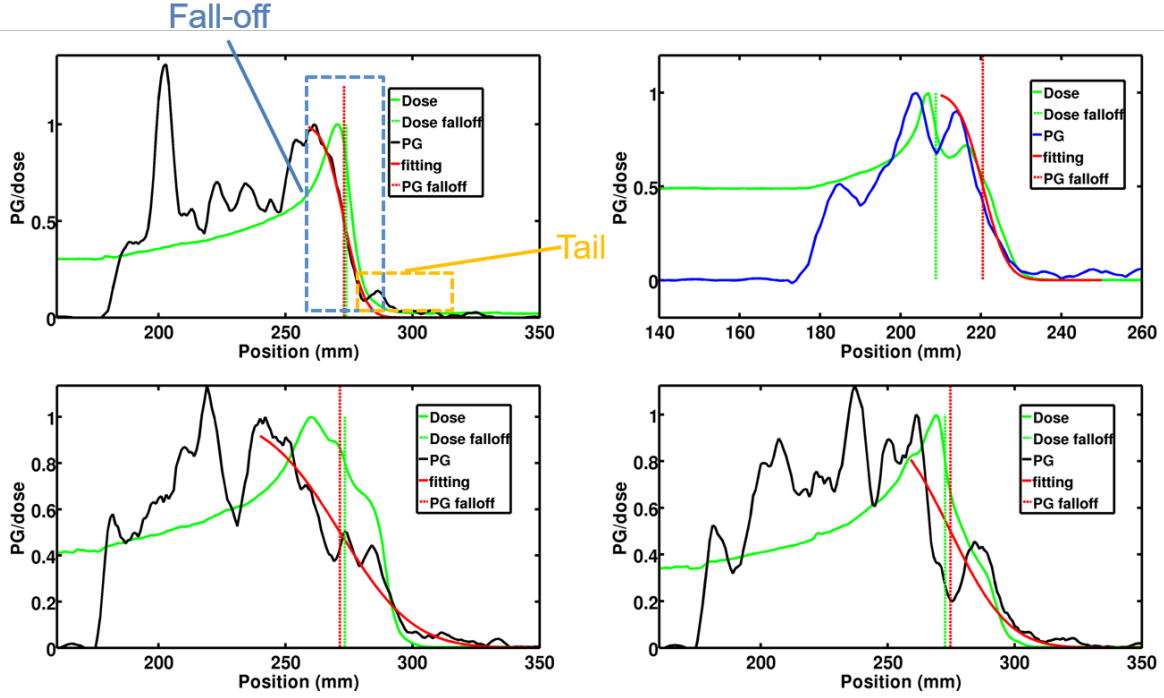 Fall-off
PG/dose
1
0.5
0
Dose
Dose falloff
PG
fitting
PG falloff
Tail
200
250
300
350
Position (mm)
PG/dose
1
0.5
0
Dose
Dose falloff
PG
fitting
PG falloff
140
160
180
200
220
240
260
Position (mm)
PG/dose
1
0.8
0.6
0.4
0.2
0
Dose
Dose falloff
PG
fitting
PG falloff
200
250
300
350
Position (mm)
PG/dose
1
0.8
0.6
0.4
0.2
0
Dose
Dose falloff
PG
fitting
PG falloff
200
250
300
350
Position (mm)